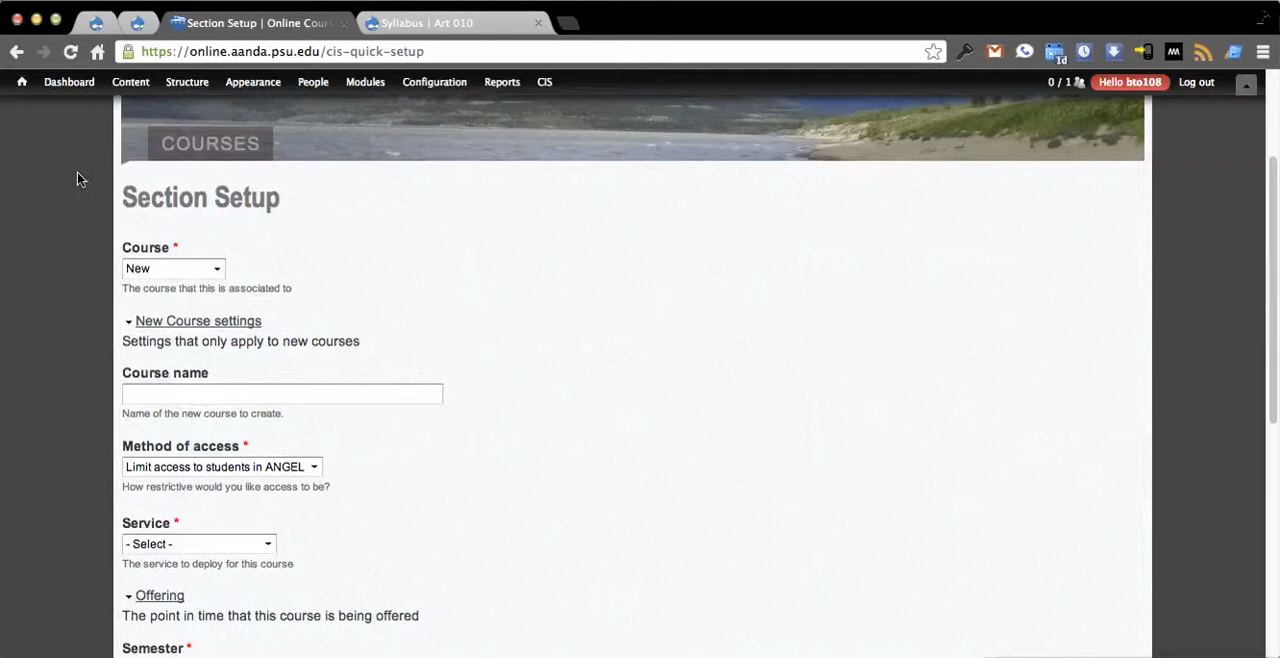 Section Setup | Online Cour
Syllabus | Art 010
https://online.aanda.psu.edu/cis-quick-setup
1d
Dashboard Content Structure Appearance People Modules Configuration Reports CIS 0 / 1 Hello bto108 Log out
COURSES
Section Setup
Course *
New
The course that this is associated to
New Course settings
Settings that only apply to new courses
Course name
Name of the new course to create.
Method of access *
Limit access to students in ANGEL
How restrictive would you like access to be?
Service *
- Select -
The service to deploy for this course
Offering
The point in time that this course is being offered
Semester *